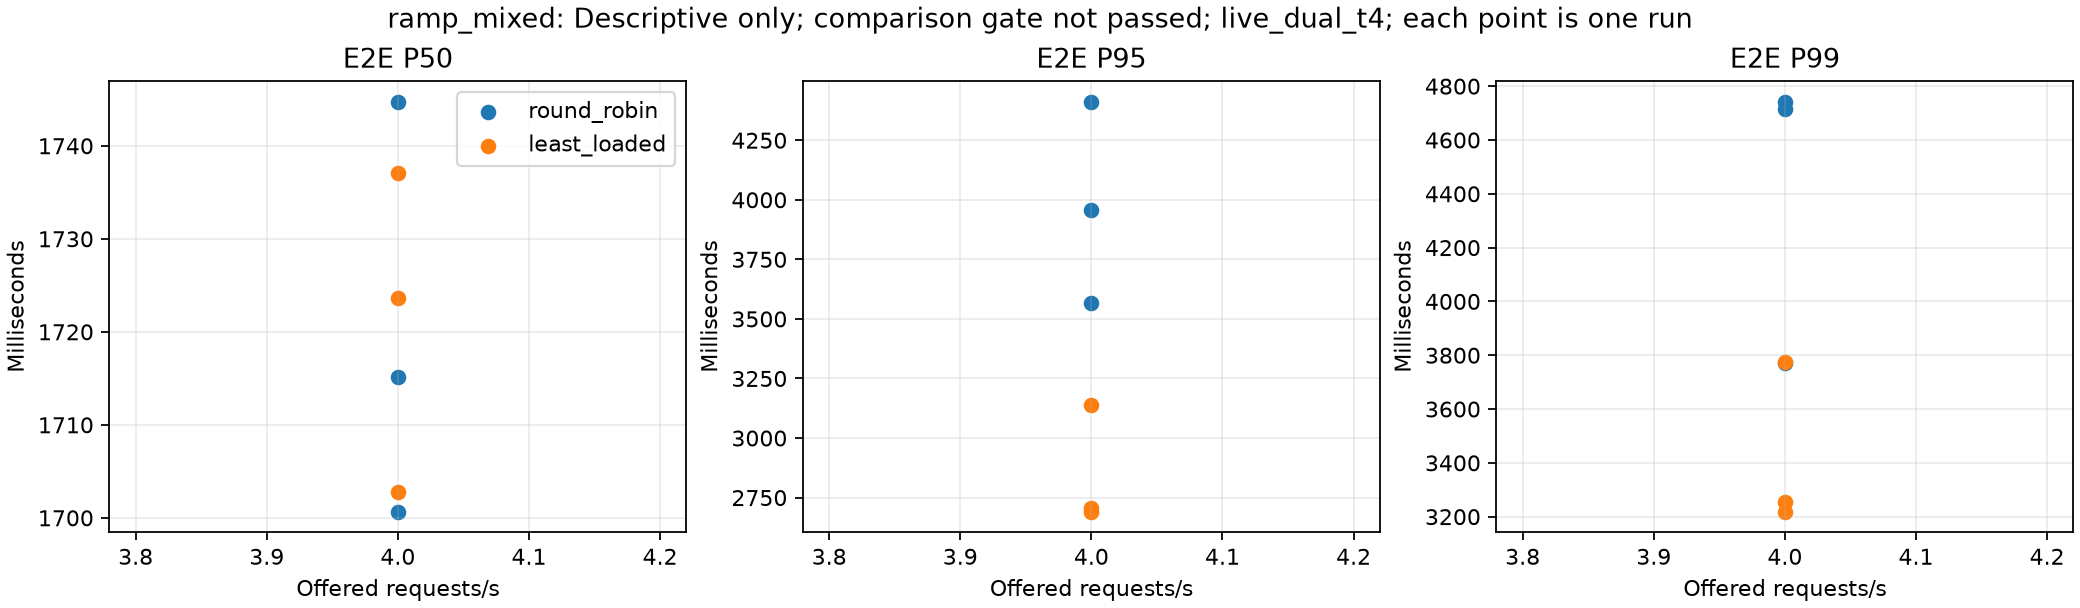 ramp_mixed: Descriptive only; comparison gate not passed; live_dual_t4; each point is one run
E2E P50
round_robin
least_loaded
1740
1730
1720
1710
1700
Milliseconds
3.8 3.9 4.0 4.1 4.2
Offered requests/s
E2E P95
4250
4000
3750
3500
3250
3000
2750
Milliseconds
3.8 3.9 4.0 4.1 4.2
Offered requests/s
E2E P99
4800
4600
4400
4200
4000
3800
3600
3400
3200
Milliseconds
3.8 3.9 4.0 4.1 4.2
Offered requests/s